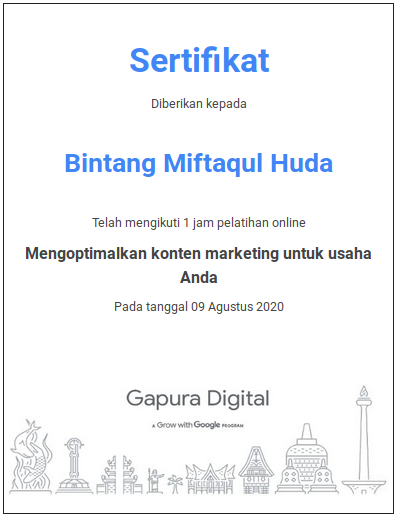 Sertifikat
Diberikan kepada
Bintang Miftaqul Huda
Telah mengikuti 1 jam pelatihan online
Mengoptimalkan konten marketing untuk usaha
Anda
Pada tanggal 09 Agustus 2020
Gapura Digital
A Grow with Google PROGRAM